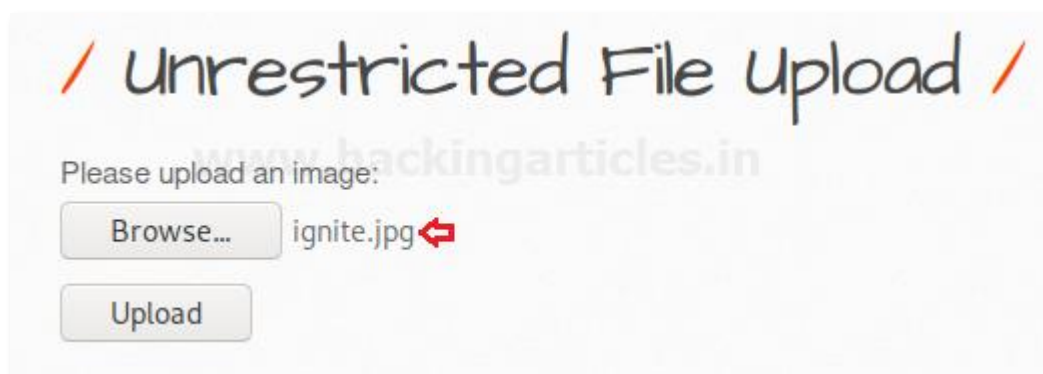 / Unrestricted File Upload /
www.hackingarticles.in
Please upload an image:
Browse... ignite.jpg
Upload